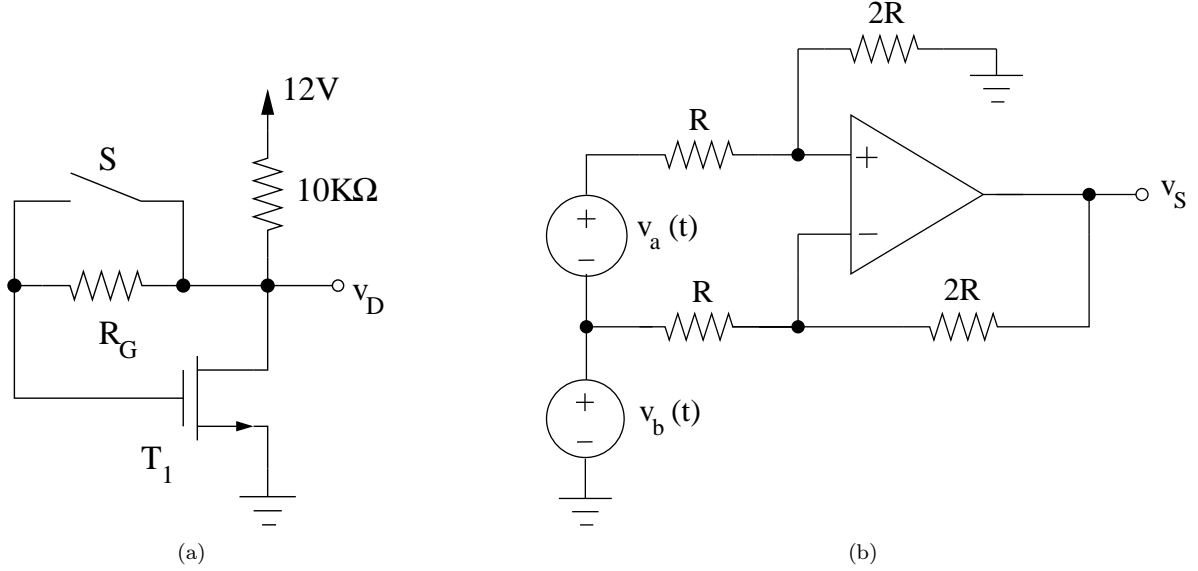 12V
S
10KΩ
R_G
v_D
T_1
(a)
2R
R
+
v_S
+
v_a (t)
−
−
R
2R
+
v_b (t)
−
(b)